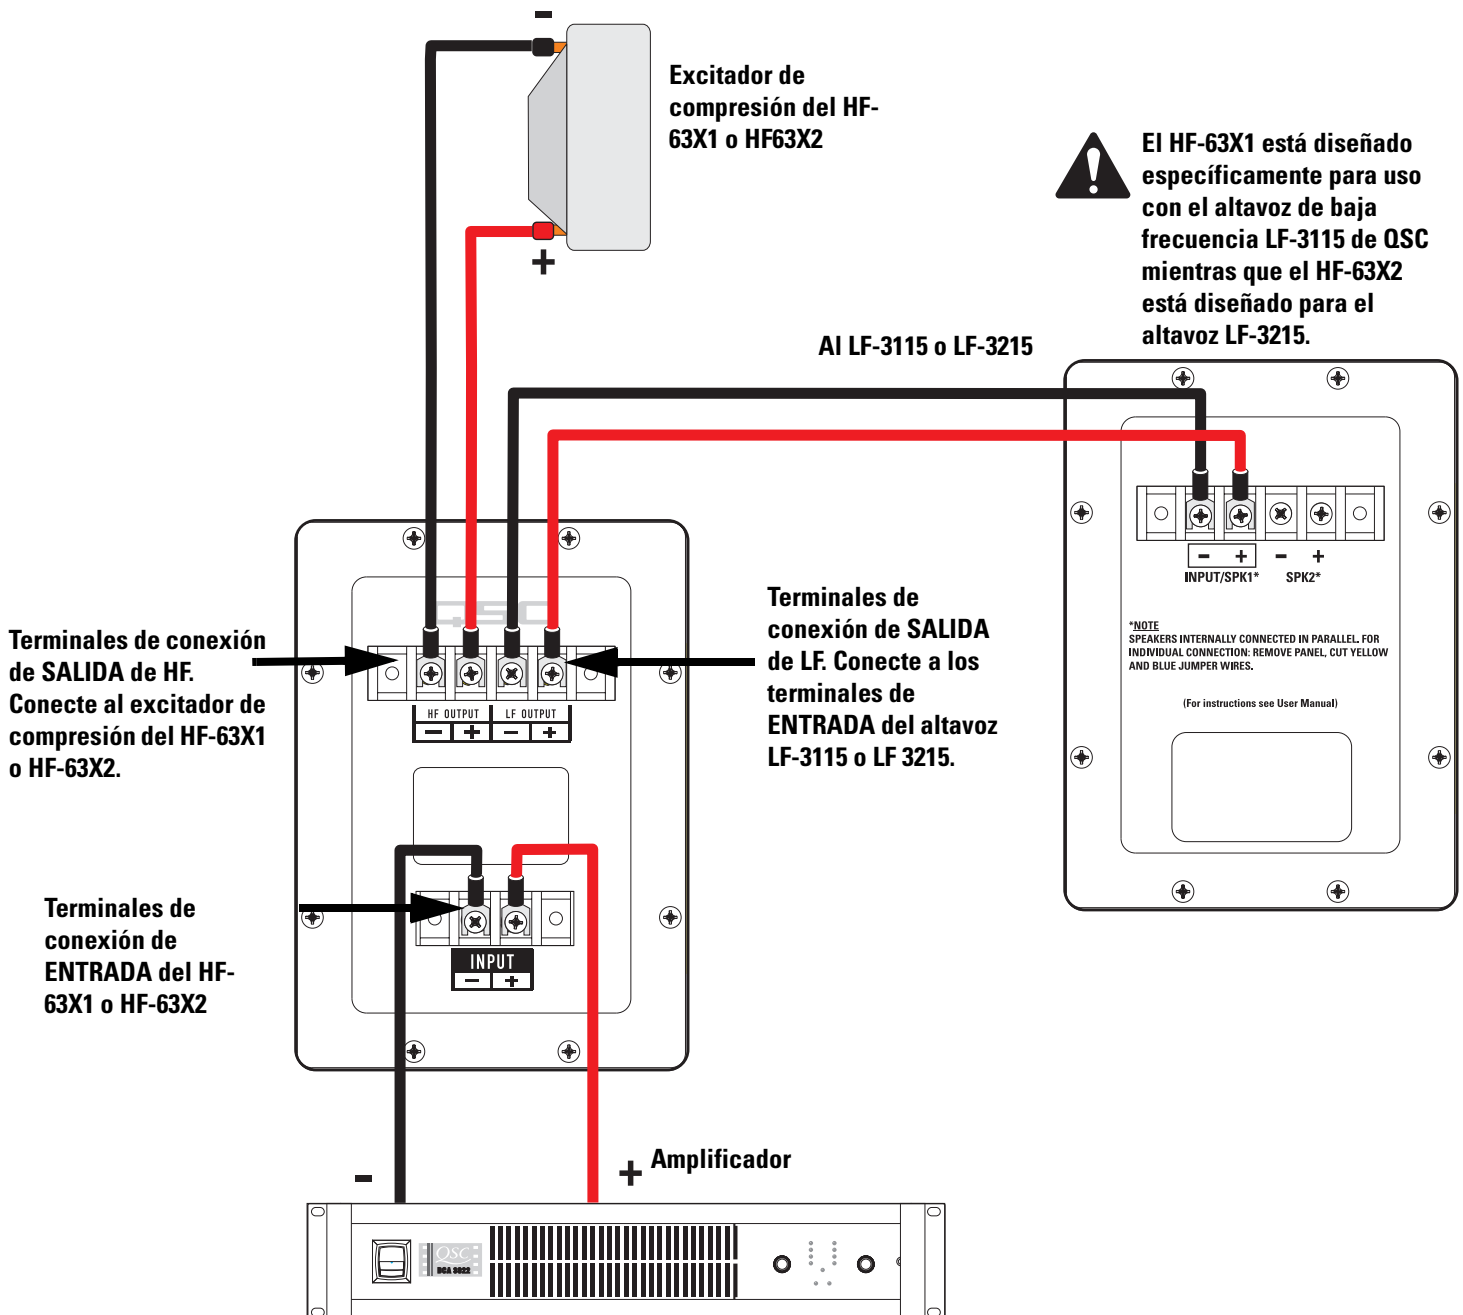 -
Excitador de
compresión del HF-
63X1 o HF63X2
+
El HF-63X1 está diseñado
específicamente para uso
con el altavoz de baja
frecuencia LF-3115 de QSC
mientras que el HF-63X2
está diseñado para el
altavoz LF-3215.
Al LF-3115 o LF-3215
- + - +
INPUT/SPK1* SPK2*
*NOTE
SPEAKERS INTERNALLY CONNECTED IN PARALLEL. FOR
INDIVIDUAL CONNECTION: REMOVE PANEL, CUT YELLOW
AND BLUE JUMPER WIRES.
(For instructions see User Manual)
QSC
Terminales de conexión
de SALIDA de HF.
Conecte al excitador de
compresión del HF-63X1
o HF-63X2.
HF OUTPUT LF OUTPUT
- + - +
Terminales de
conexión de SALIDA
de LF. Conecte a los
terminales de
ENTRADA del altavoz
LF-3115 o LF 3215.
Terminales de
conexión de
ENTRADA del HF-
63X1 o HF-63X2
INPUT
- +
- +
Amplificador
QSC
DCA 3022